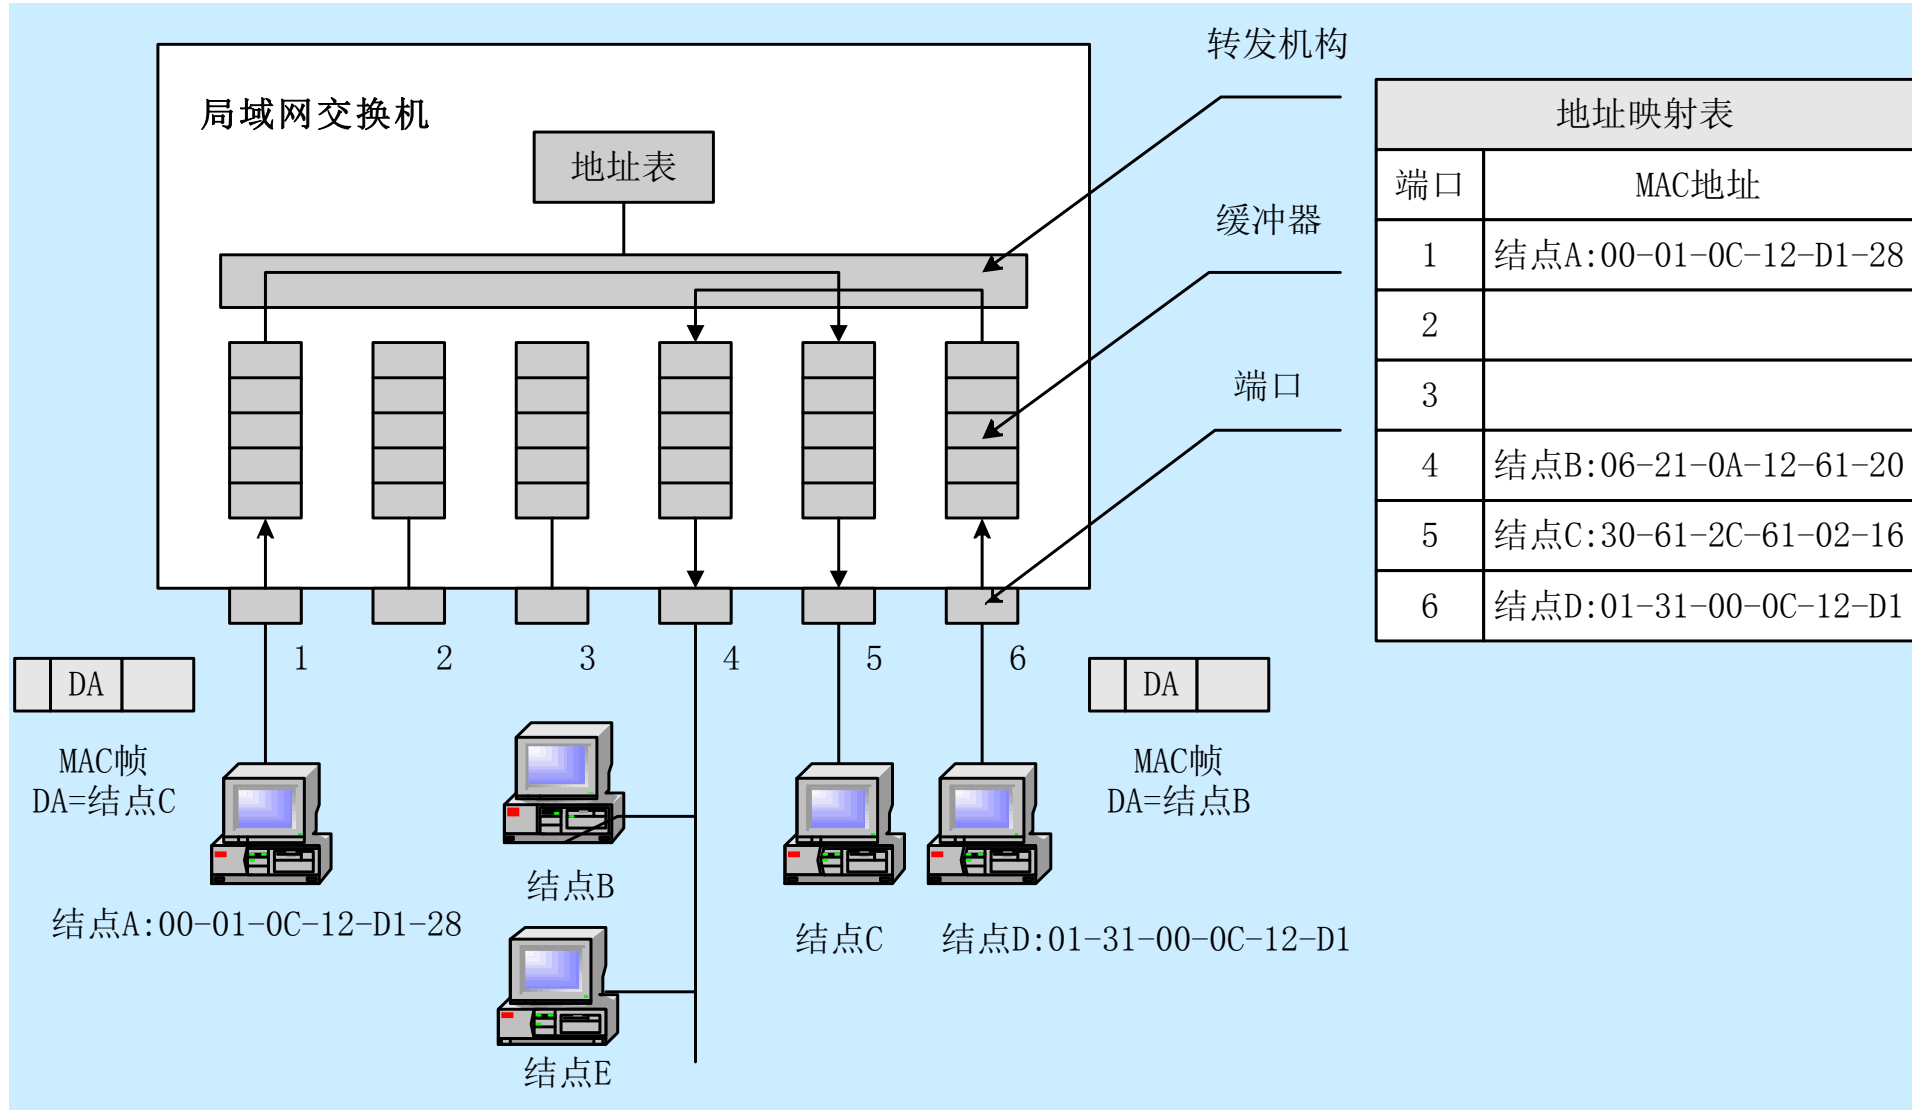 局域网交换机
地址表
转发机构
缓冲器
端口
地址映射表
端口 MAC地址
1 结点A:00-01-0C-12-D1-28
2
3
4 结点B:06-21-0A-12-61-20
5 结点C:30-61-2C-61-02-16
6 结点D:01-31-00-0C-12-D1
1 2 3 4 5 6
DA
MAC帧
DA=结点C
DA
MAC帧
DA=结点B
结点A:00-01-0C-12-D1-28
结点B
结点E
结点C
结点D:01-31-00-0C-12-D1